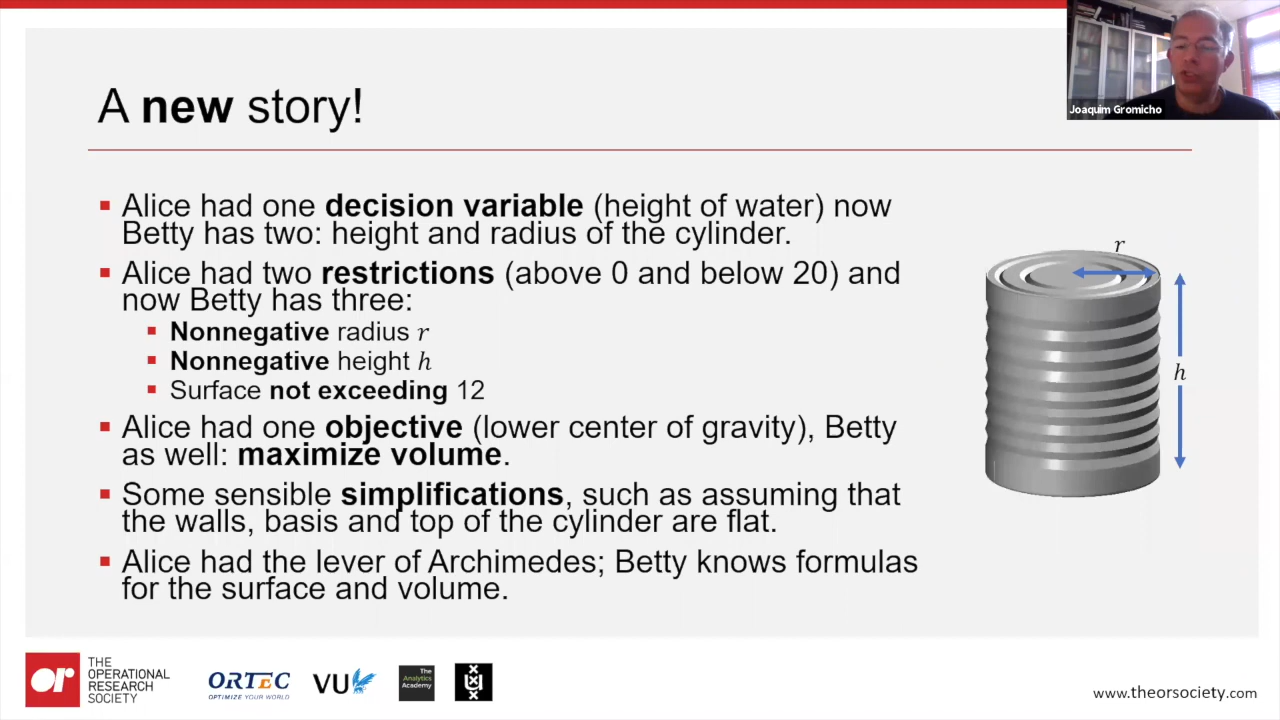 Joaquim Gromicho
A new story!
▪ Alice had one decision variable (height of water) now
Betty has two: height and radius of the cylinder.
▪ Alice had two restrictions (above 0 and below 20) and
now Betty has three:
▪ Nonnegative radius r
▪ Nonnegative height h
▪ Surface not exceeding 12
▪ Alice had one objective (lower center of gravity), Betty
as well: maximize volume.
▪ Some sensible simplifications, such as assuming that
the walls, basis and top of the cylinder are flat.
▪ Alice had the lever of Archimedes; Betty knows formulas
for the surface and volume.
r
h
or
THE
OPERATIONAL
RESEARCH
SOCIETY
ORTEC
OPTIMIZE YOUR WORLD
VU
The
Analytics
Academy
www.theorsociety.com